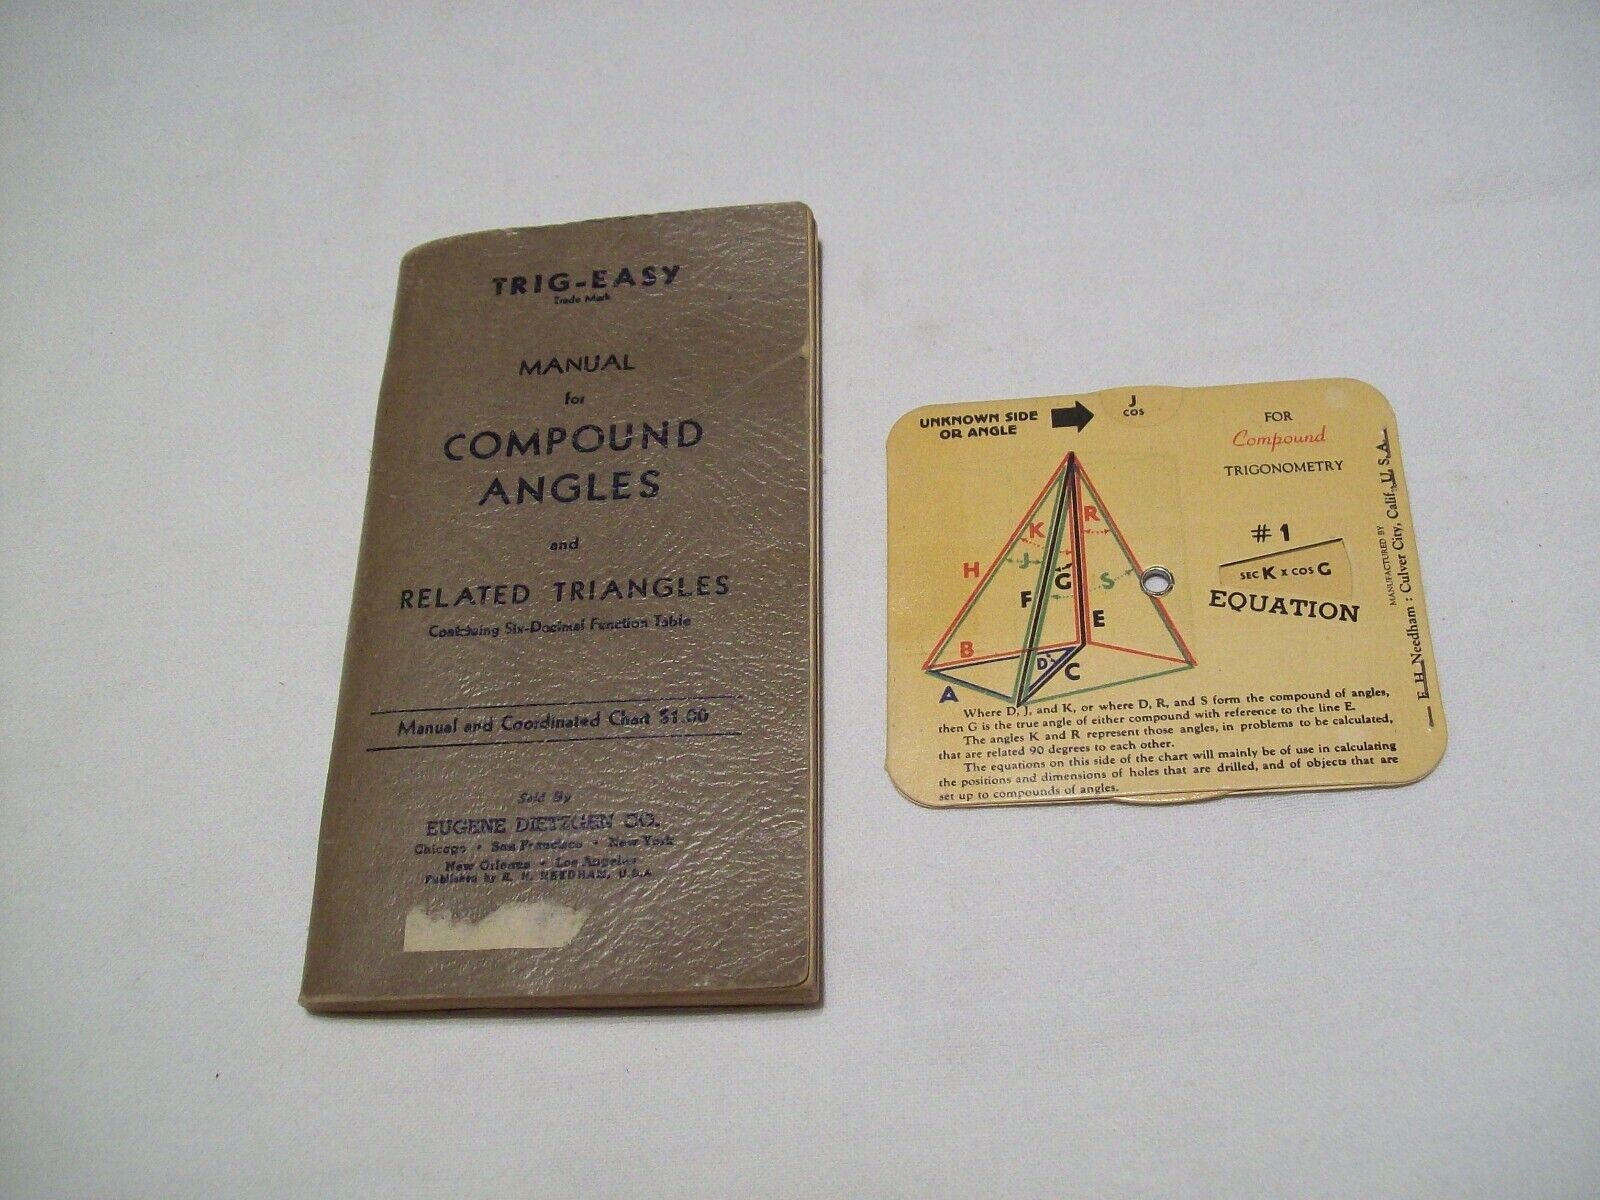 TRIG-EASY
Trade Mark
MANUAL
for
COMPOUND
ANGLES
and
RELATED TRIANGLES
Containing Six-Decimal Function Table
Manual and Coordinated Chart $1.00
Sold By
EUGENE DIETZGEN CO.
Chicago • San Francisco • New York
New Orleans • Los Angeles
Published by E. H. NEEDHAM, U.S.A
UNKNOWN SIDE
OR ANGLE
J
COS
FOR
Compound
TRIGONOMETRY
# 1
SEC K x COS G
EQUATION
MANUFACTURED BY
E. H. Needham : Culver City, Calif. U. S. A.
K
R
H
J
G
S
F
E
B
D
C
A
Where D, J, and K, or where D, R, and S form the compound of angles,
then G is the true angle of either compound with reference to the line E.
The angles K and R represent those angles, in problems to be calculated,
that are related 90 degrees to each other.
The equations on this side of the chart will mainly be of use in calculating
the positions and dimensions of holes that are drilled, and of objects that are
set up to compounds of angles.